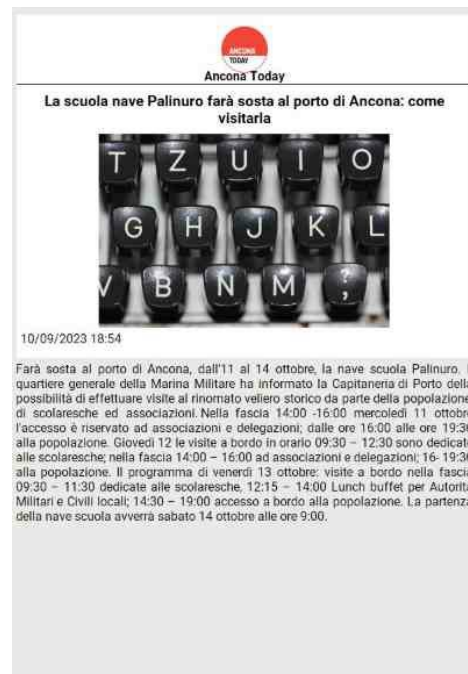 ANCONA
TODAY
Ancona Today
La scuola nave Palinuro farà sosta al porto di Ancona: come
visitarla
T Z U I O
G H J K L
V B N M ; ?
10/09/2023 18:54
Farà sosta al porto di Ancona, dall'11 al 14 ottobre, la nave scuola Palinuro.
quartiere generale della Marina Militare ha informato la Capitaneria di Porto della
possibilità di effettuare visite al rinomato veliero storico da parte della popolazione,
di scolaresche ed associazioni. Nella fascia 14:00 -16:00 mercoledì 11 ottobre
l'accesso è riservato ad associazioni e delegazioni; dalle ore 16:00 alle ore 19:30
alla popolazione. Giovedì 12 le visite a bordo in orario 09:30 – 12:30 sono dedicate
alle scolaresche; nella fascia 14:00 – 16:00 ad associazioni e delegazioni; 16- 19:30
alla popolazione. Il programma di venerdì 13 ottobre: visite a bordo nella fascia
09:30 – 11:30 dedicate alle scolaresche, 12:15 – 14:00 Lunch buffet per Autorità
Militari e Civili locali; 14:30 – 19:00 accesso a bordo alla popolazione. La partenza
della nave scuola avverrà sabato 14 ottobre alle ore 9:00.